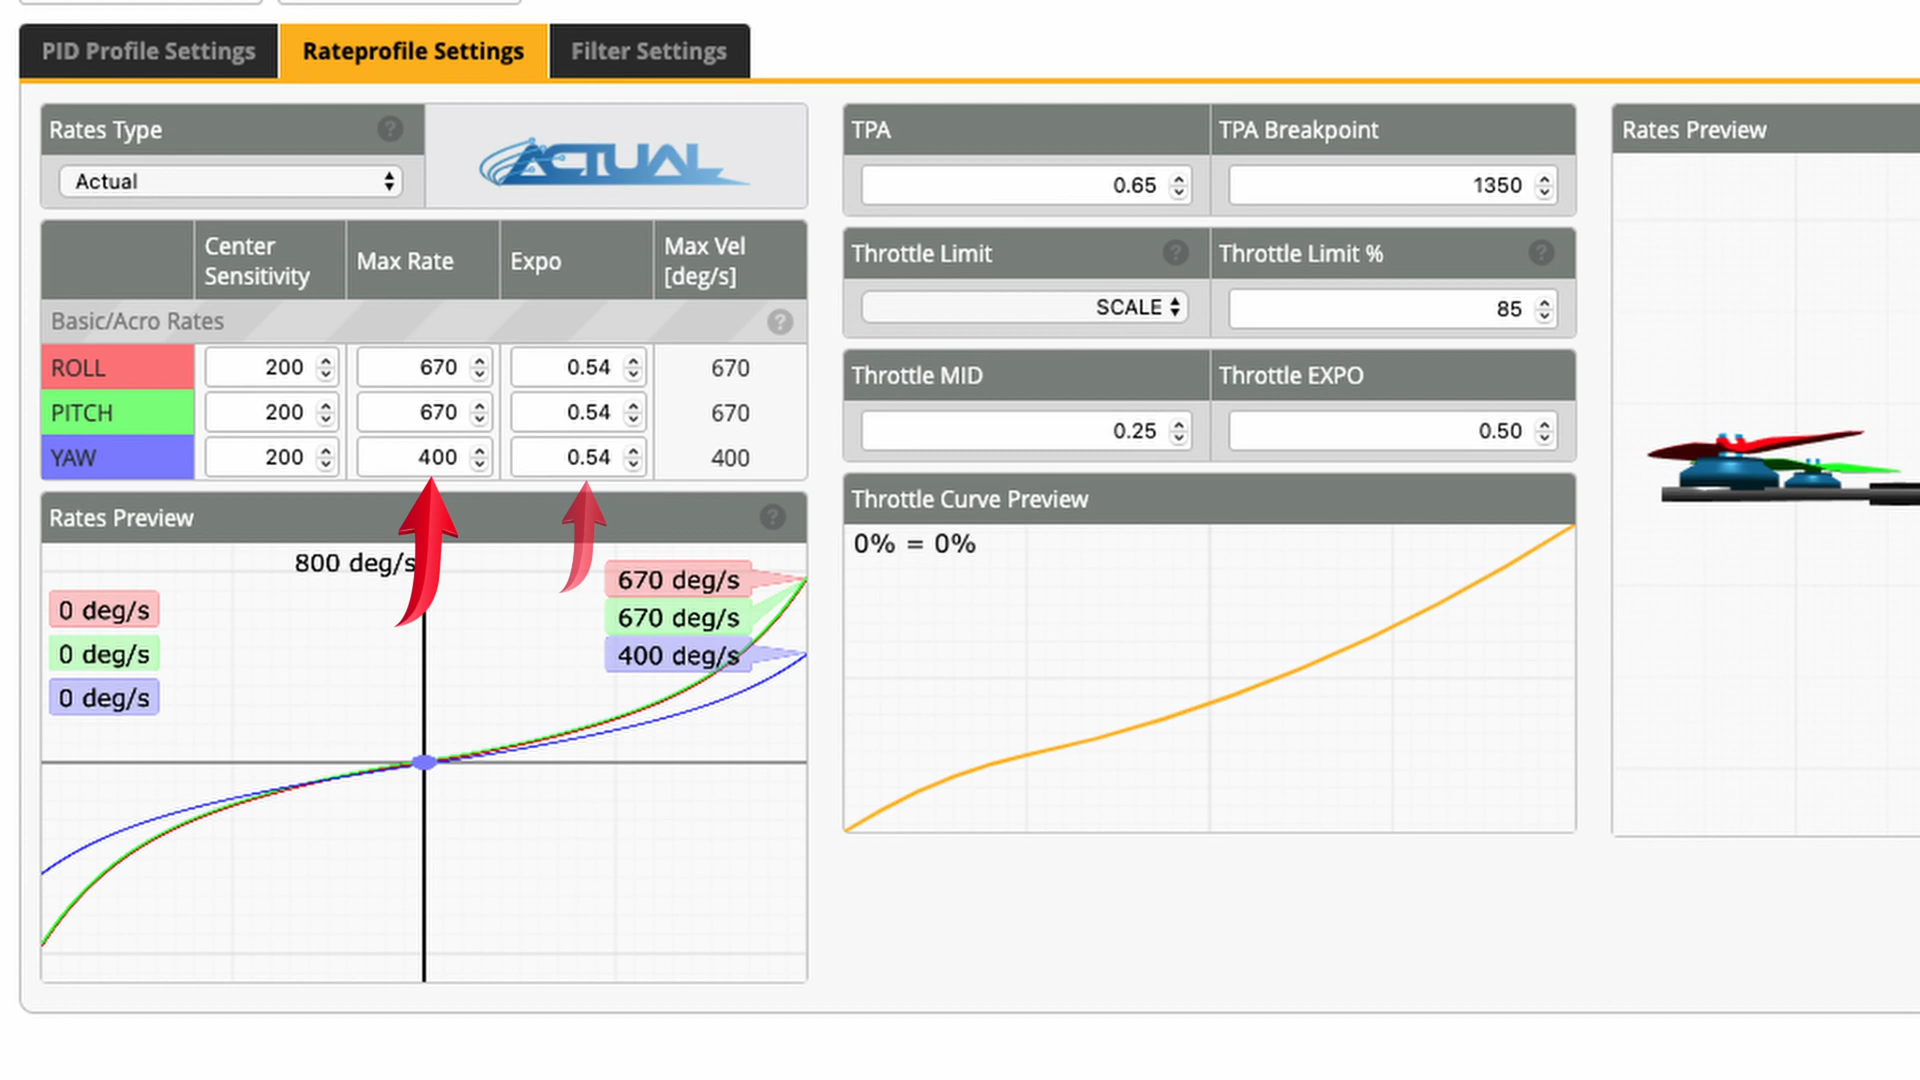 PID Profile Settings
Rateprofile Settings
Filter Settings
Rates Type
?
Actual
ACTUAL
Center Sensitivity
Max Rate
Expo
Max Vel [deg/s]
Basic/Acro Rates
?
ROLL 200 670 0.54 670
PITCH 200 670 0.54 670
YAW 200 400 0.54 400
Rates Preview
?
800 deg/s
0 deg/s
0 deg/s
0 deg/s
670 deg/s
670 deg/s
400 deg/s
TPA
TPA Breakpoint
0.65
1350
Throttle Limit
?
Throttle Limit %
?
SCALE
85
Throttle MID
Throttle EXPO
0.25
0.50
Throttle Curve Preview
0% = 0%
Rates Preview